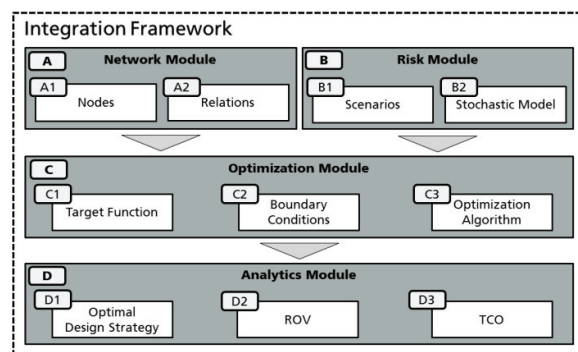 Integration Framework
A
Network Module
A1
Nodes
A2
Relations
B
Risk Module
B1
Scenarios
B2
Stochastic Model
C
Optimization Module
C1
Target Function
C2
Boundary
Conditions
C3
Optimization
Algorithm
D
Analytics Module
D1
Optimal
Design Strategy
D2
ROV
D3
TCO